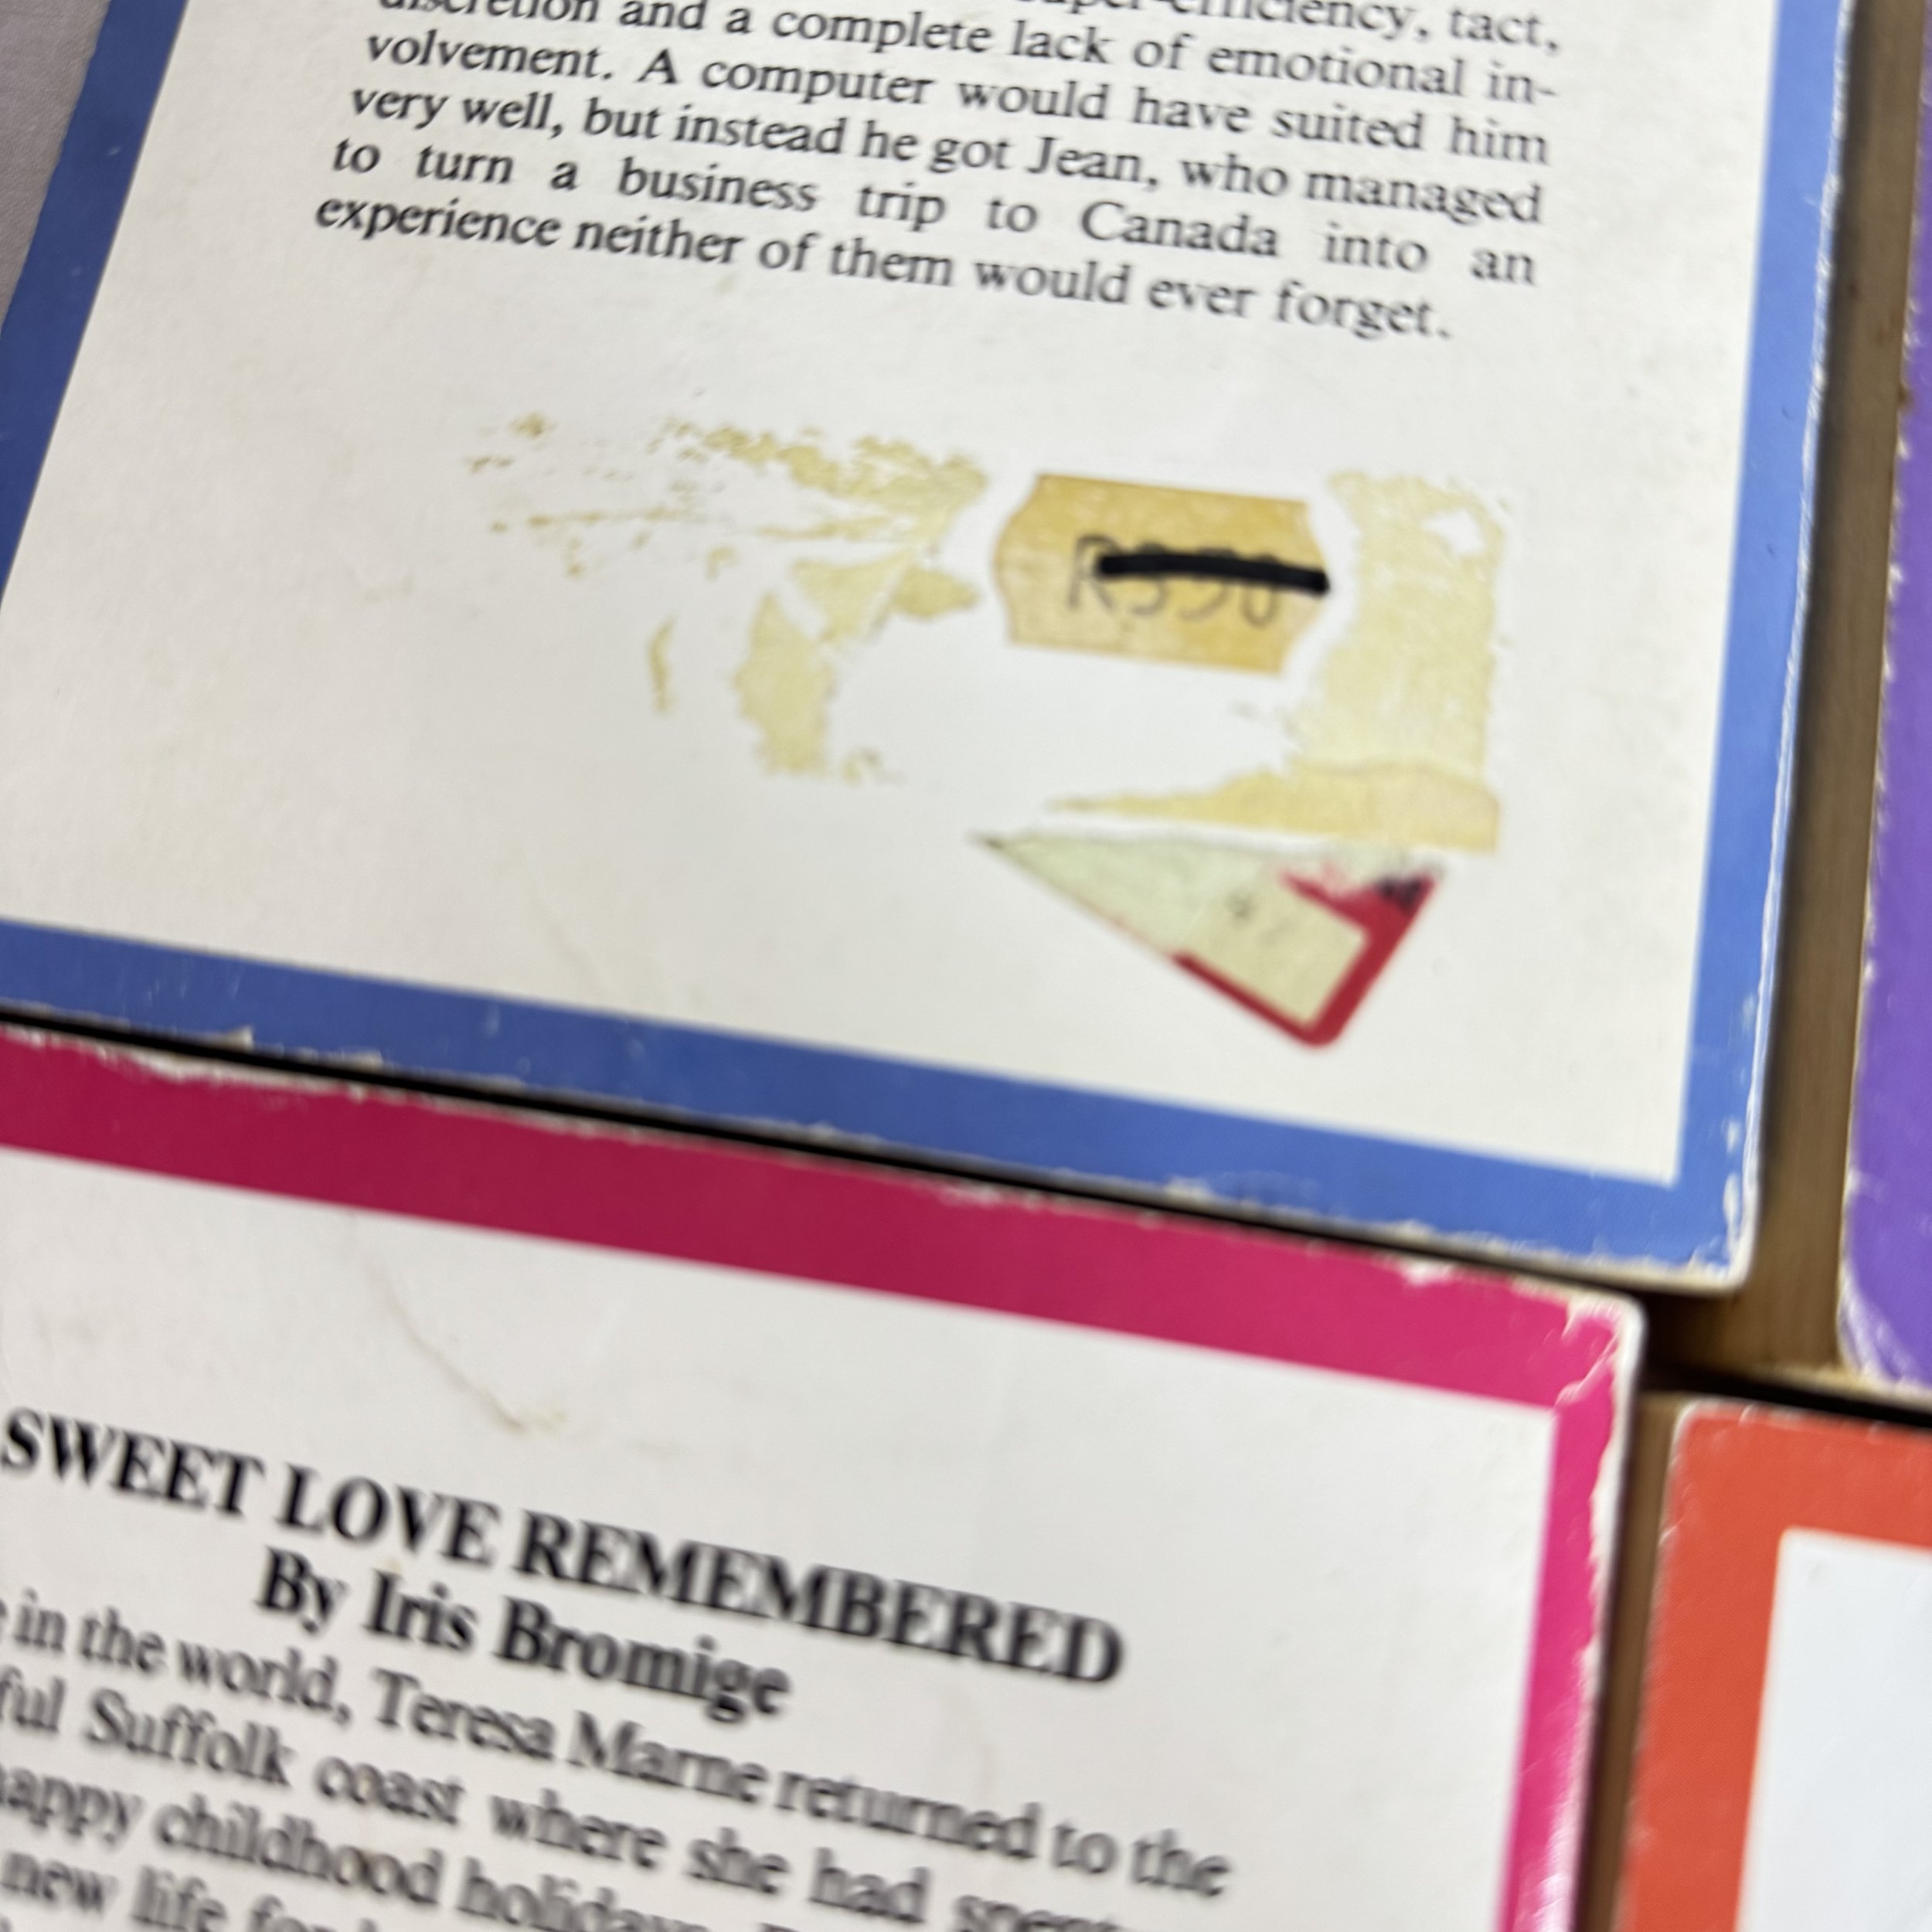 discretion and a complete lack of emotional in-
volvement. A computer would have suited him
very well, but instead he got Jean, who managed
to turn a business trip to Canada into an
experience neither of them would ever forget.
SWEET LOVE REMEMBERED
By Iris Bromige
in the world, Teresa Marne returned to the
Suffolk coast where she had spent
childhood
new life